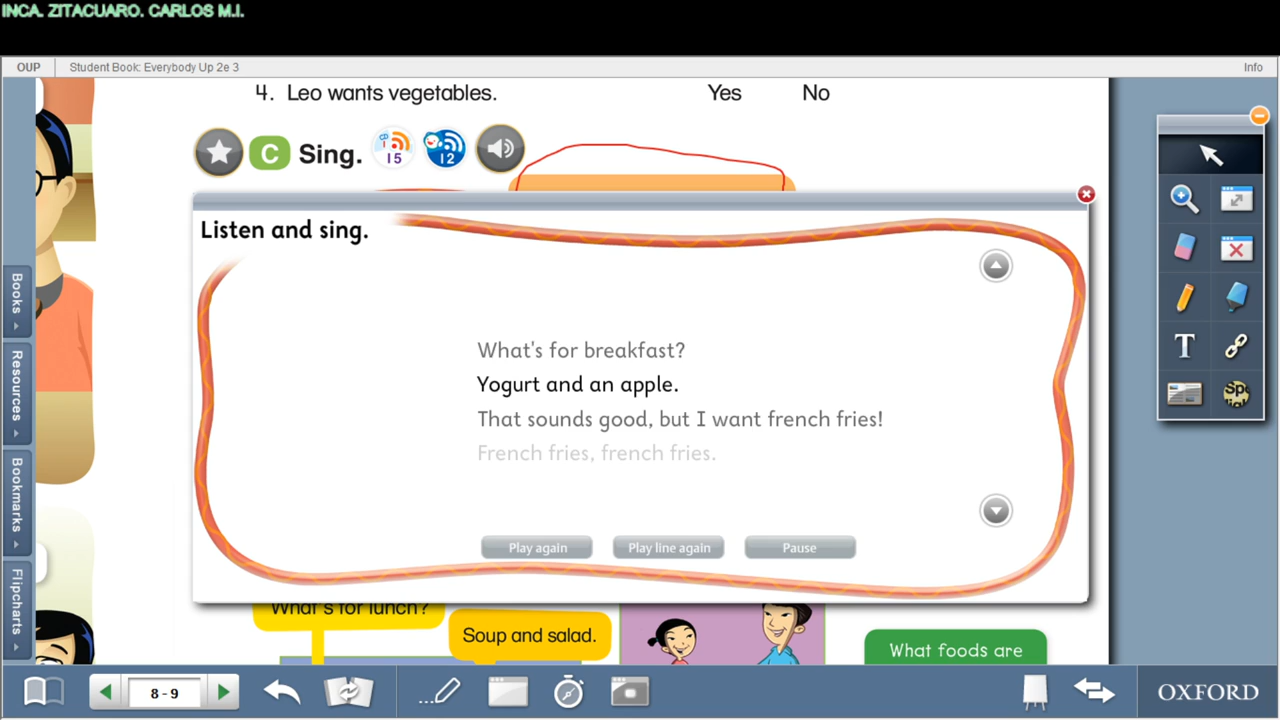 INCA. ZITACUARO. CARLOS M.I.
OUP Student Book: Everybody Up 2e 3 Info
4. Leo wants vegetables. Yes No
C Sing. CD 1 15 12
Listen and sing.
What's for breakfast?
Yogurt and an apple.
That sounds good, but I want french fries!
French fries, french fries.
Play again Play line again Pause
What's for lunch?
Soup and salad.
What foods are
Books
Resources
Bookmarks
Flipcharts
T
8 - 9
OXFORD